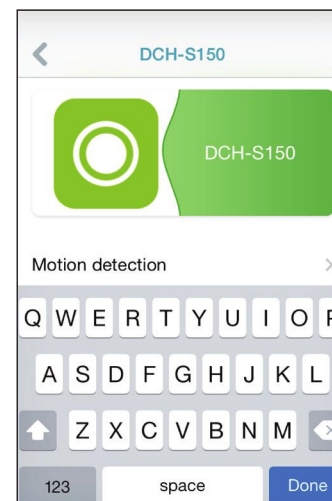 DCH-S150
DCH-S150
Motion detection
Q W E R T Y U I O P
A S D F G H J K L
Z X C V B N M
123 space Done